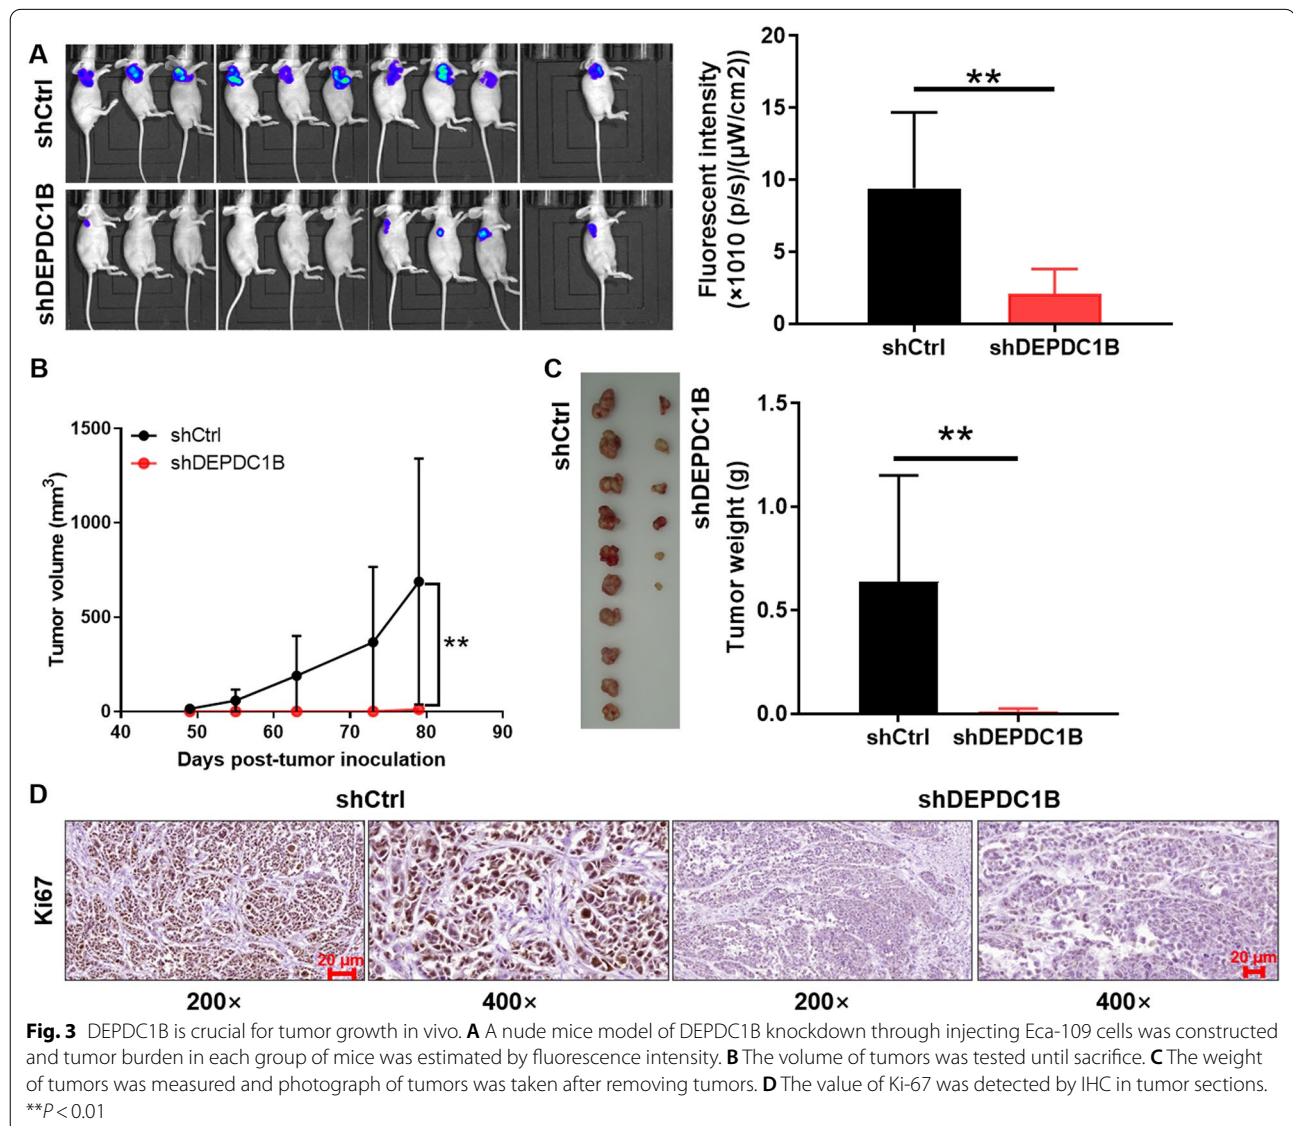 A
shCtrl
shDEPDC1B
Fluorescent intensity
(×1010 (p/s)/(µW/cm2))
20
15
10
5
0
**
shCtrl
shDEPDC1B
B
Tumor volume (mm³)
1500
1000
500
0
shCtrl
shDEPDC1B
**
40
50
60
70
80
90
Days post-tumor inoculation
C
shCtrl
shDEPDC1B
Tumor weight (g)
1.5
1.0
0.5
0.0
**
shCtrl
shDEPDC1B
D
shCtrl
shDEPDC1B
Ki67
20 µm
20 µm
200×
400×
200×
400×
Fig. 3 DEPDC1B is crucial for tumor growth in vivo. A A nude mice model of DEPDC1B knockdown through injecting Eca-109 cells was constructed
and tumor burden in each group of mice was estimated by fluorescence intensity. B The volume of tumors was tested until sacrifice. C The weight
of tumors was measured and photograph of tumors was taken after removing tumors. D The value of Ki-67 was detected by IHC in tumor sections.
**P < 0.01